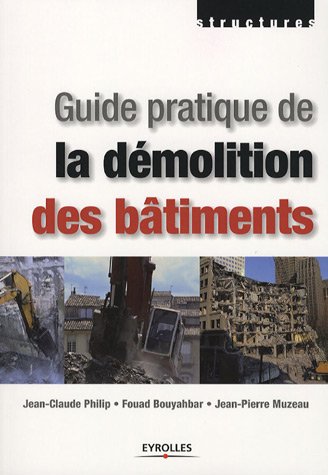 structures
Guide pratique de
la démolition
des bâtiments
Jean-Claude Philip • Fouad Bouyahbar • Jean-Pierre Muzeau
EYROLLES